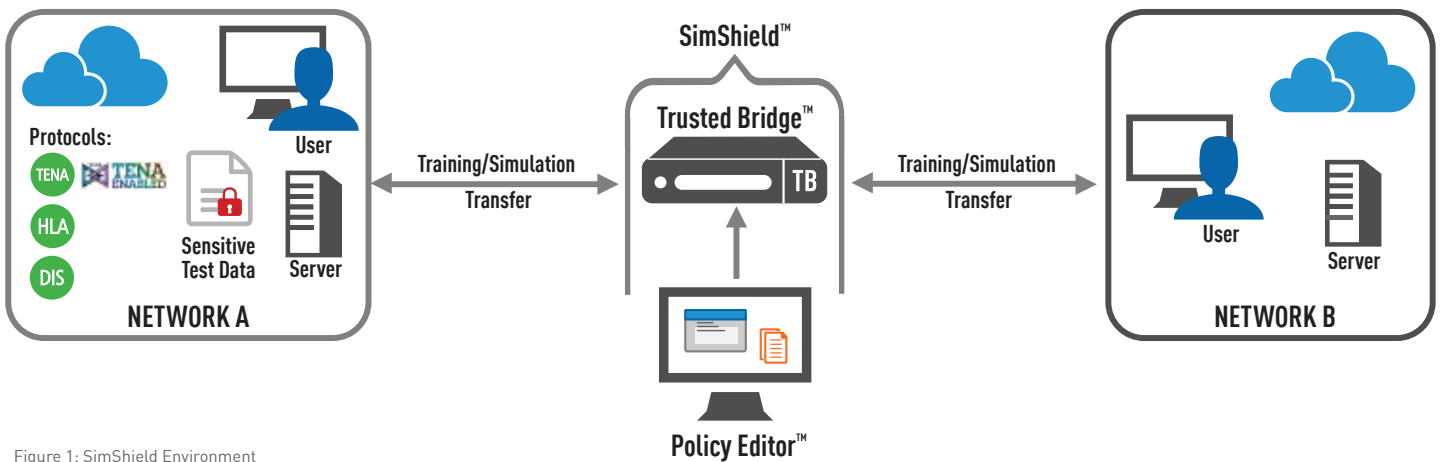 Protocols:
TENA
TENA
ENABLED
HLA
DIS
Sensitive
Test Data
User
Server
NETWORK A
Training/Simulation
Transfer
SimShield™
Trusted Bridge™
TB
Policy Editor™
Training/Simulation
Transfer
User
Server
NETWORK B
Figure 1: SimShield Environment